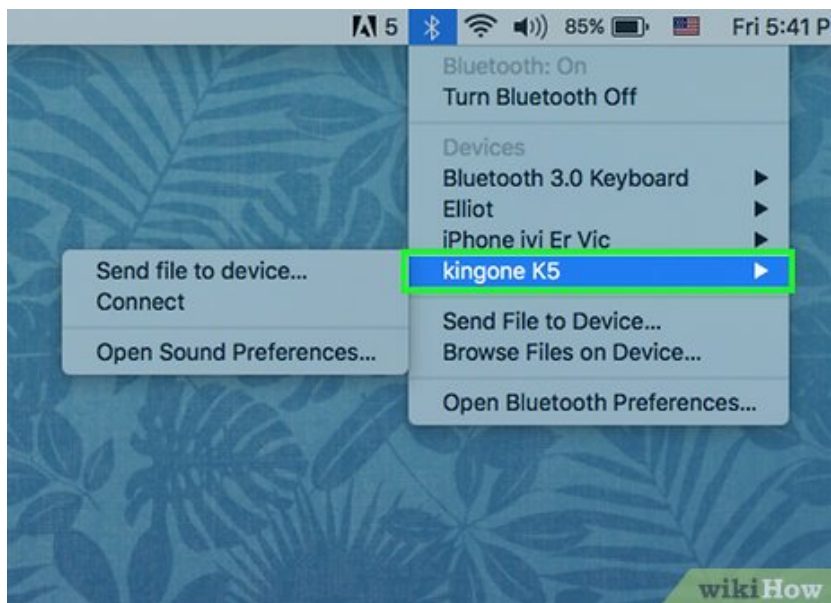 5 85% Fri 5:41 P
Bluetooth: On
Turn Bluetooth Off
Devices
Bluetooth 3.0 Keyboard
Elliot
iPhone ivi Er Vic
kingone K5
Send file to device...
Connect
Open Sound Preferences...
Send File to Device...
Browse Files on Device...
Open Bluetooth Preferences...
wikiHow